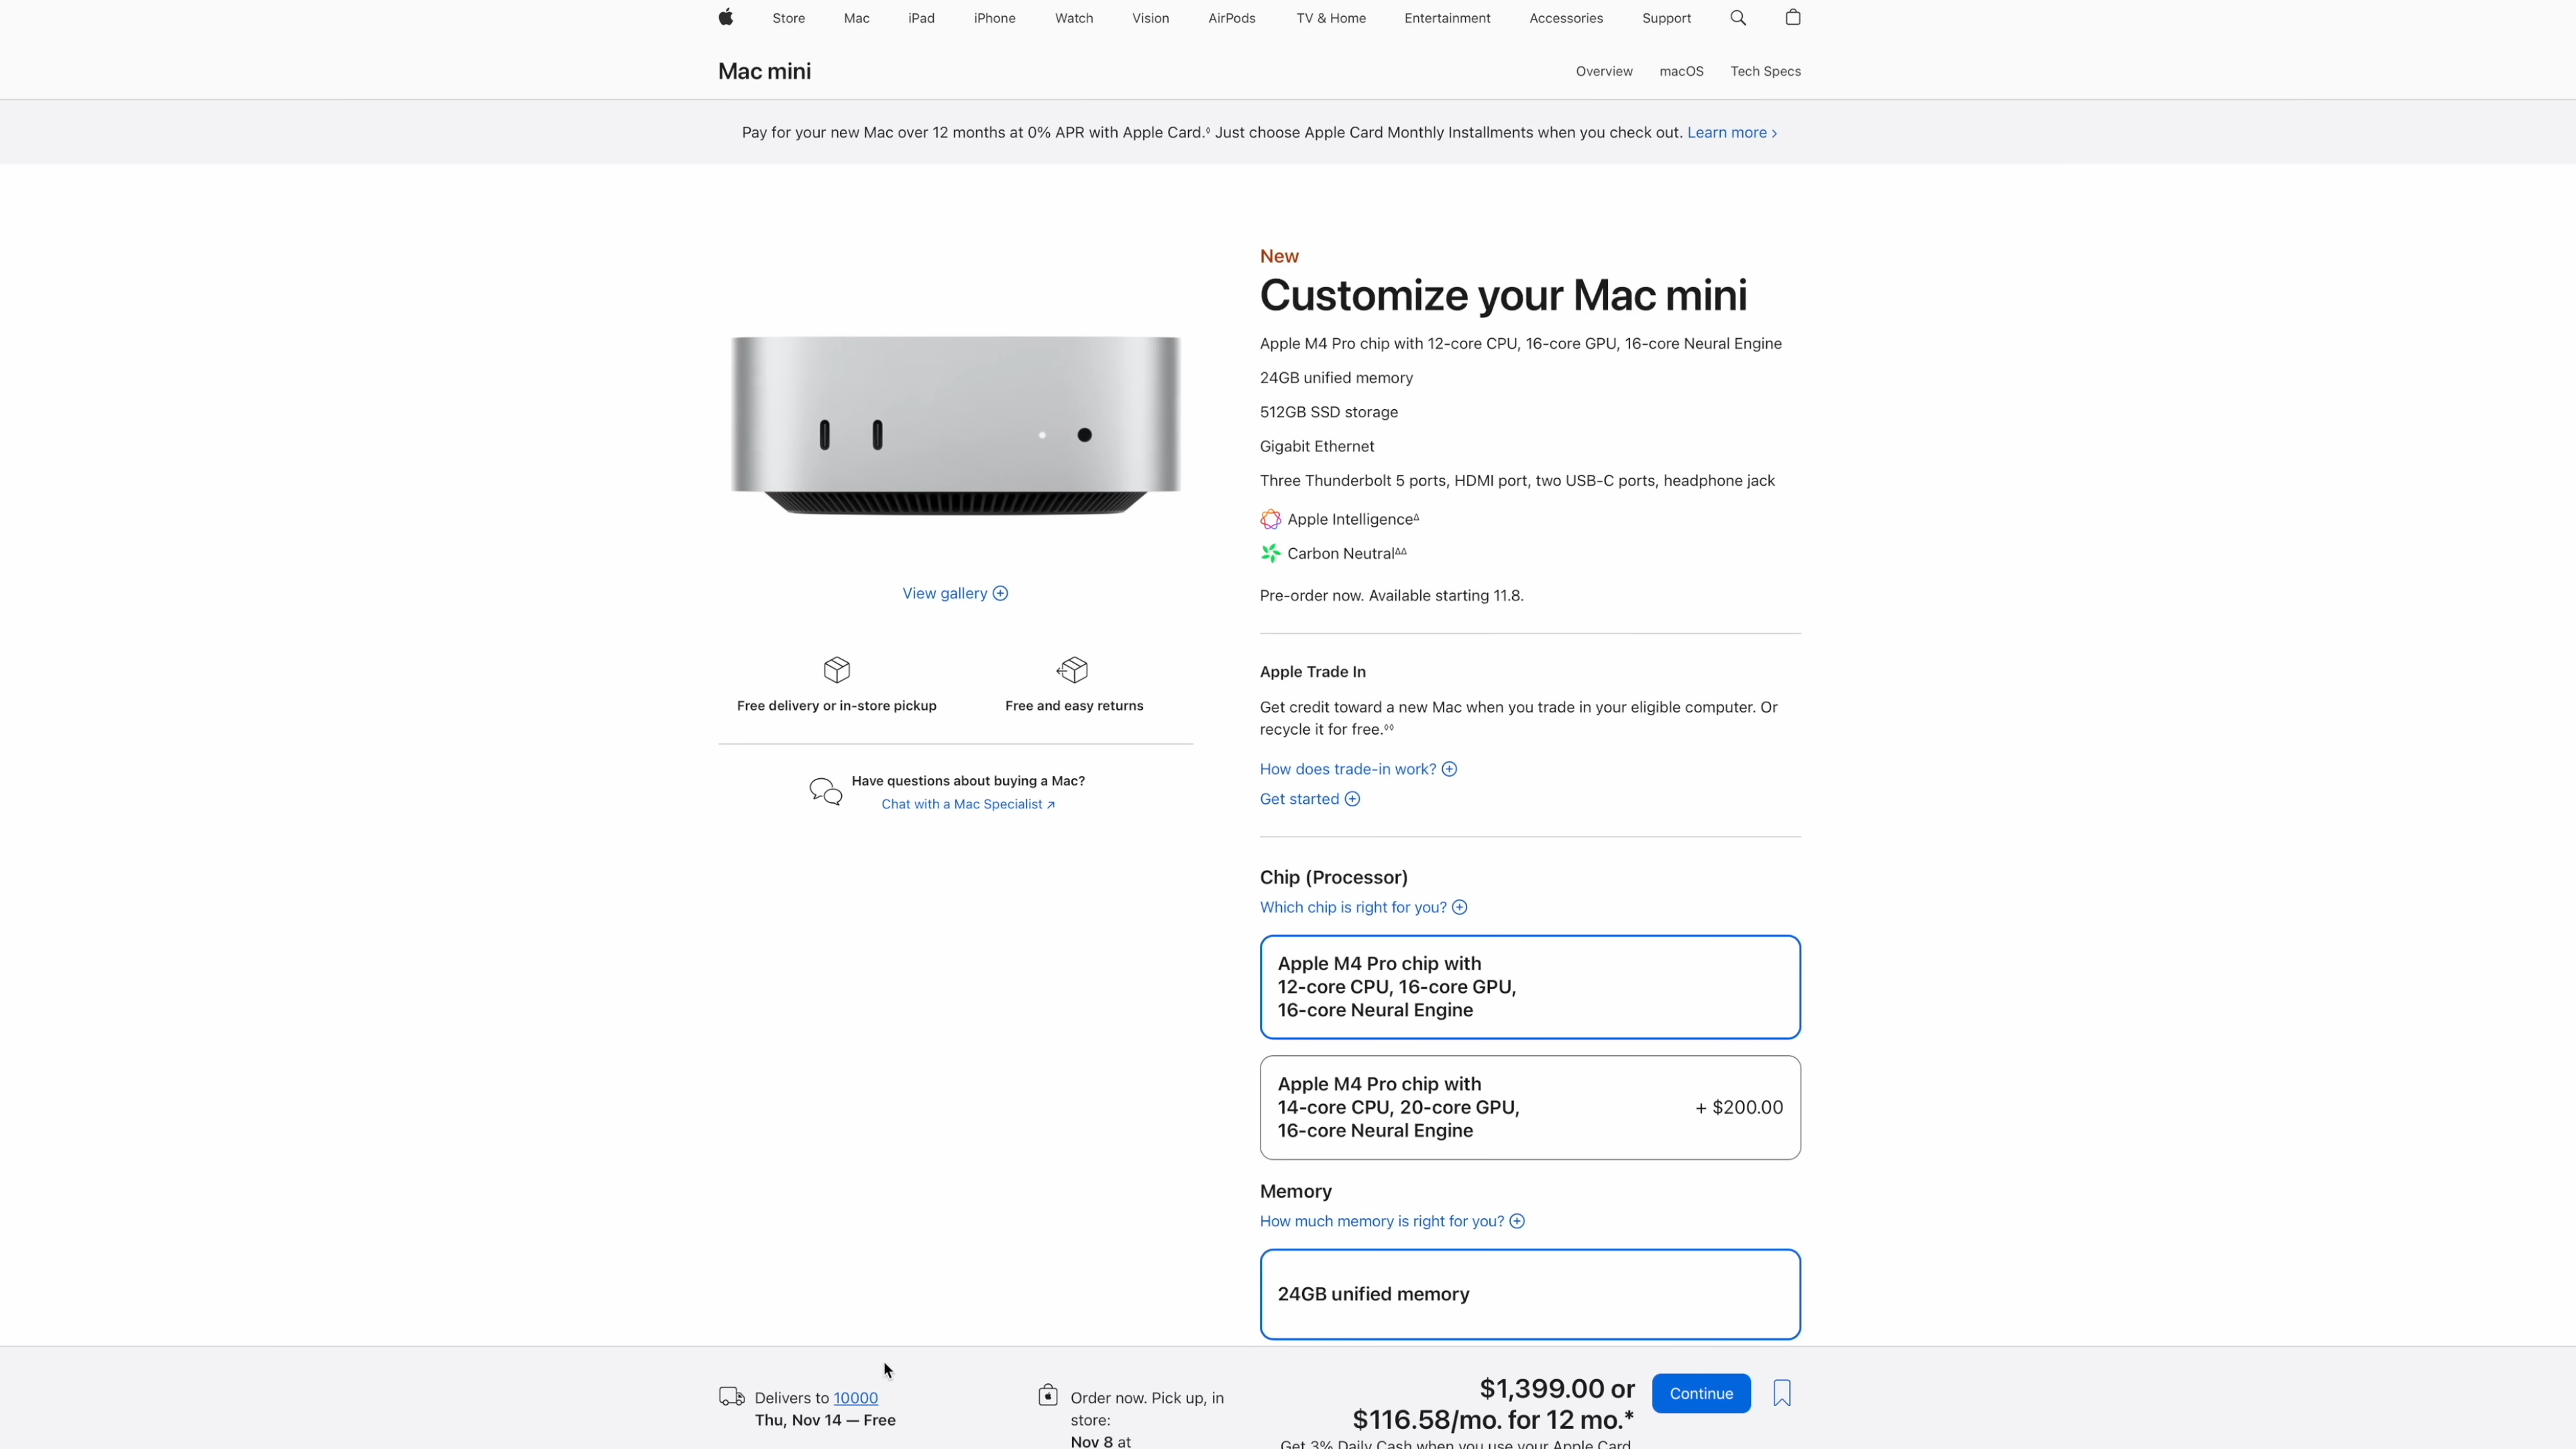 Store Mac iPad iPhone Watch Vision AirPods TV & Home Entertainment Accessories Support
Mac mini
Overview macOS Tech Specs
Pay for your new Mac over 12 months at 0% APR with Apple Card.◊ Just choose Apple Card Monthly Installments when you check out. Learn more >
New
Customize your Mac mini
Apple M4 Pro chip with 12-core CPU, 16-core GPU, 16-core Neural Engine
24GB unified memory
512GB SSD storage
Gigabit Ethernet
Three Thunderbolt 5 ports, HDMI port, two USB-C ports, headphone jack
Apple Intelligence∆
Carbon Neutral∆∆
Pre-order now. Available starting 11.8.
View gallery
Free delivery or in-store pickup
Free and easy returns
Have questions about buying a Mac?
Chat with a Mac Specialist ↗
Apple Trade In
Get credit toward a new Mac when you trade in your eligible computer. Or
recycle it for free.◊◊
How does trade-in work?
Get started
Chip (Processor)
Which chip is right for you?
Apple M4 Pro chip with
12-core CPU, 16-core GPU,
16-core Neural Engine
Apple M4 Pro chip with
14-core CPU, 20-core GPU,
16-core Neural Engine
+ $200.00
Memory
How much memory is right for you?
24GB unified memory
Delivers to 10000
Thu, Nov 14 — Free
Order now. Pick up, in
store:
Nov 8 at
$1,399.00 or
$116.58/mo. for 12 mo.*
Get 3% Daily Cash when you use your Apple Card
Continue